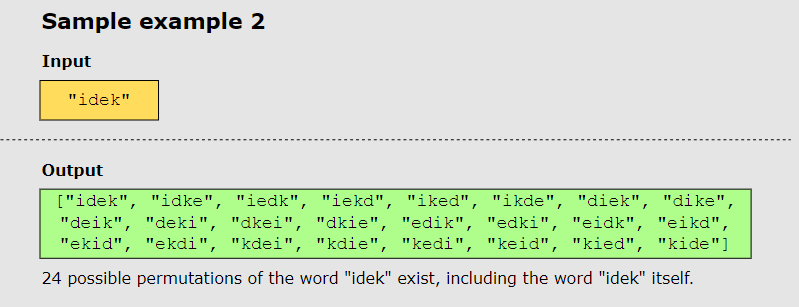 Sample example 2
Input
"idek"
Output
["idek", "idke", "iedk", "iekd", "iked", "ikde", "diek", "dike",
"deik", "deki", "dkei", "dkie", "edik", "edki", "eidk", "eikd",
"ekid", "ekdi", "kdei", "kdie", "kedi", "keid", "kied", "kide"]
24 possible permutations of the word "idek" exist, including the word "idek" itself.